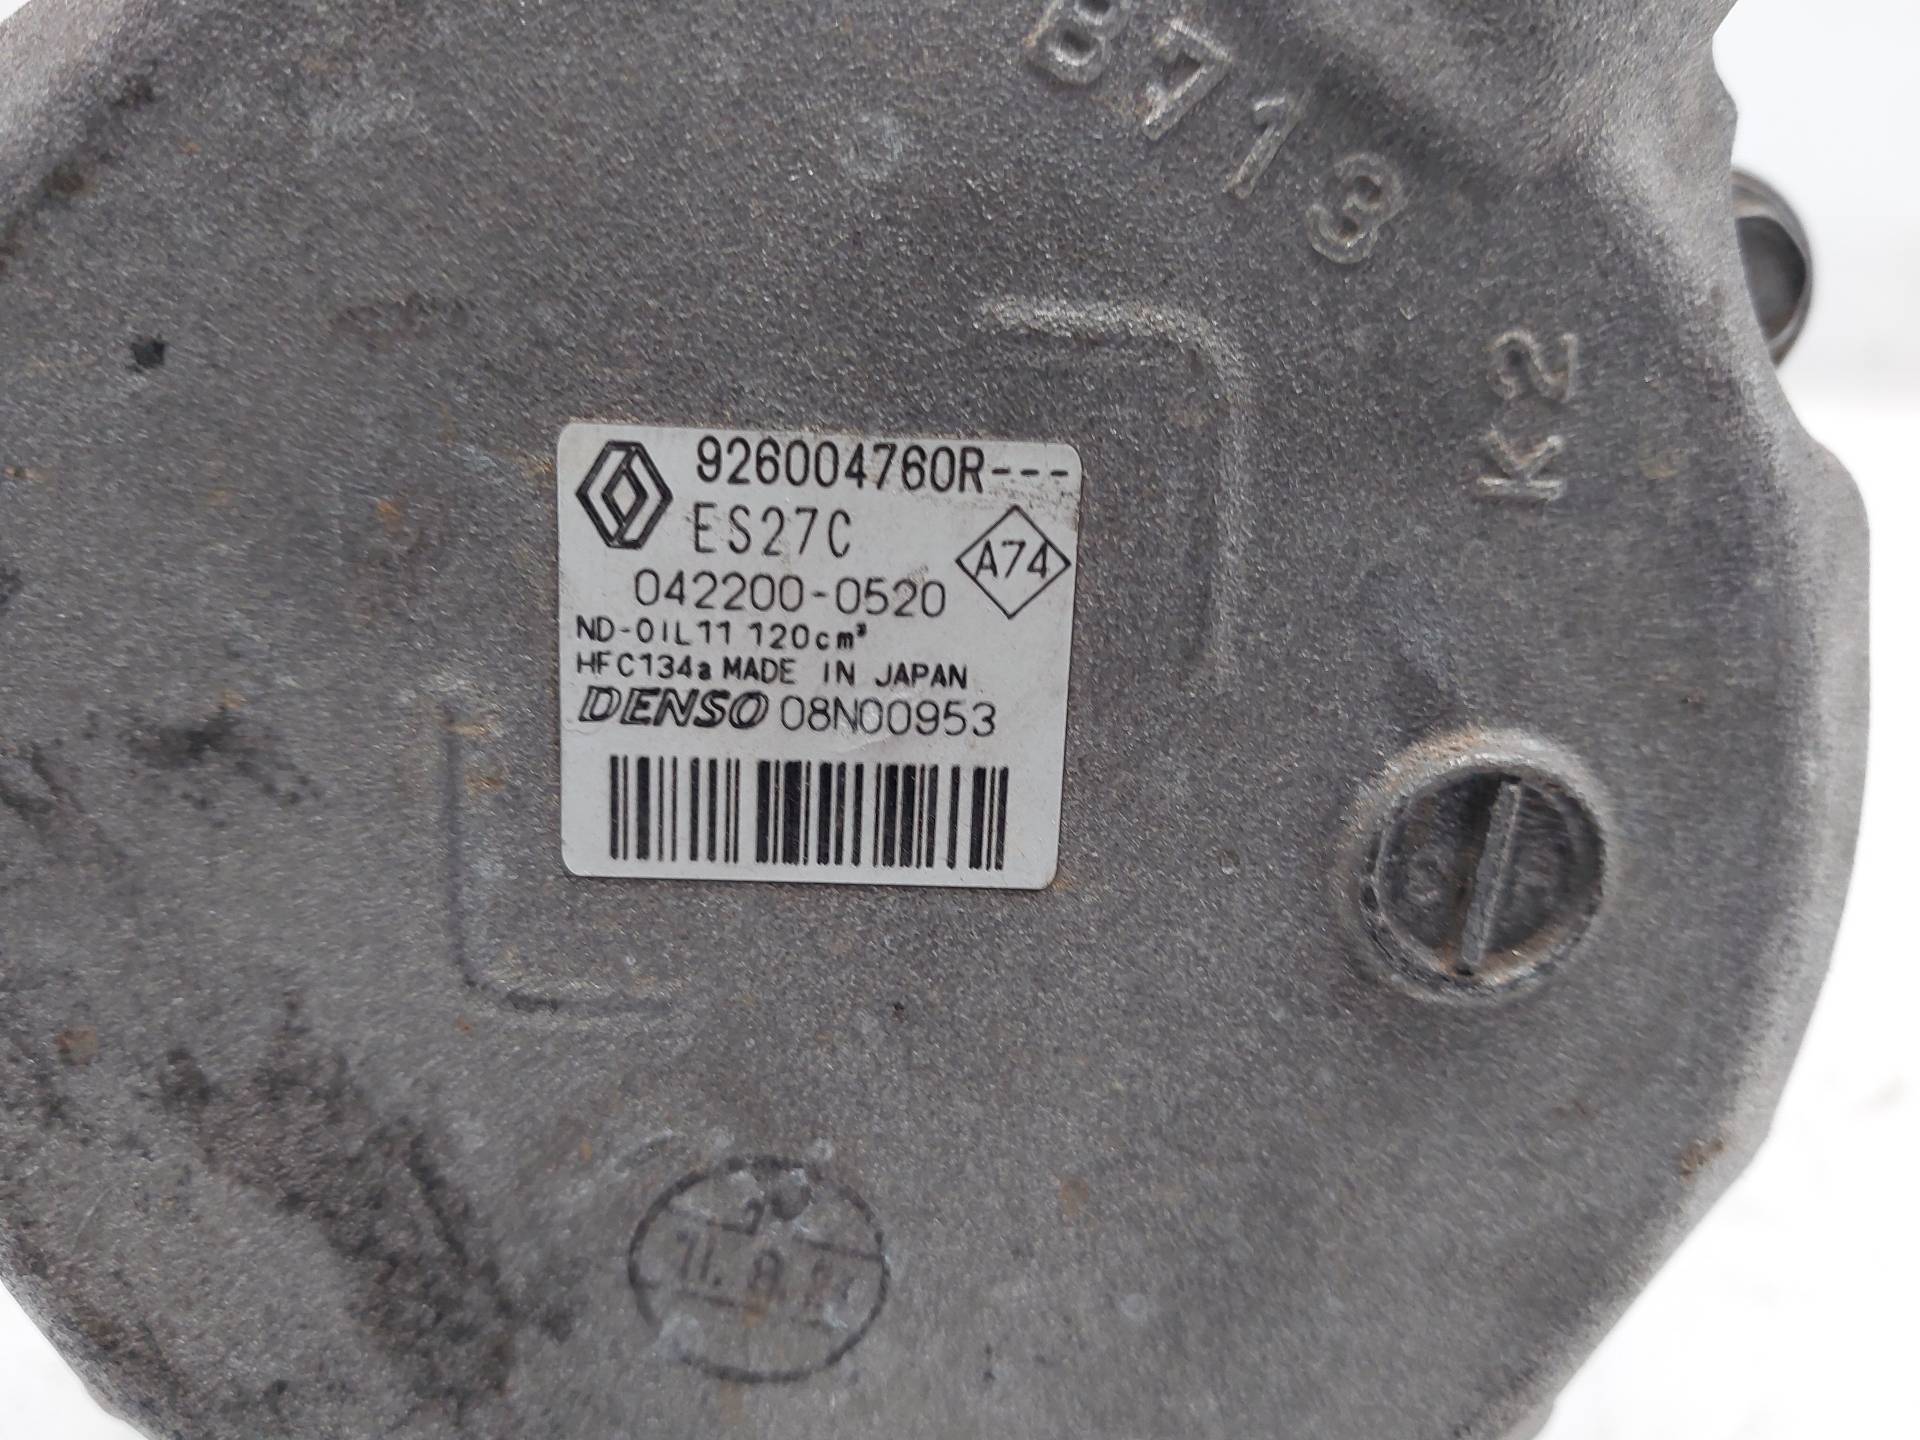 8713
K2
926004760R---
ES27C
A74
042200-0520
ND-OIL11 120cm³
HFC134a MADE IN JAPAN
DENSO 08N00953